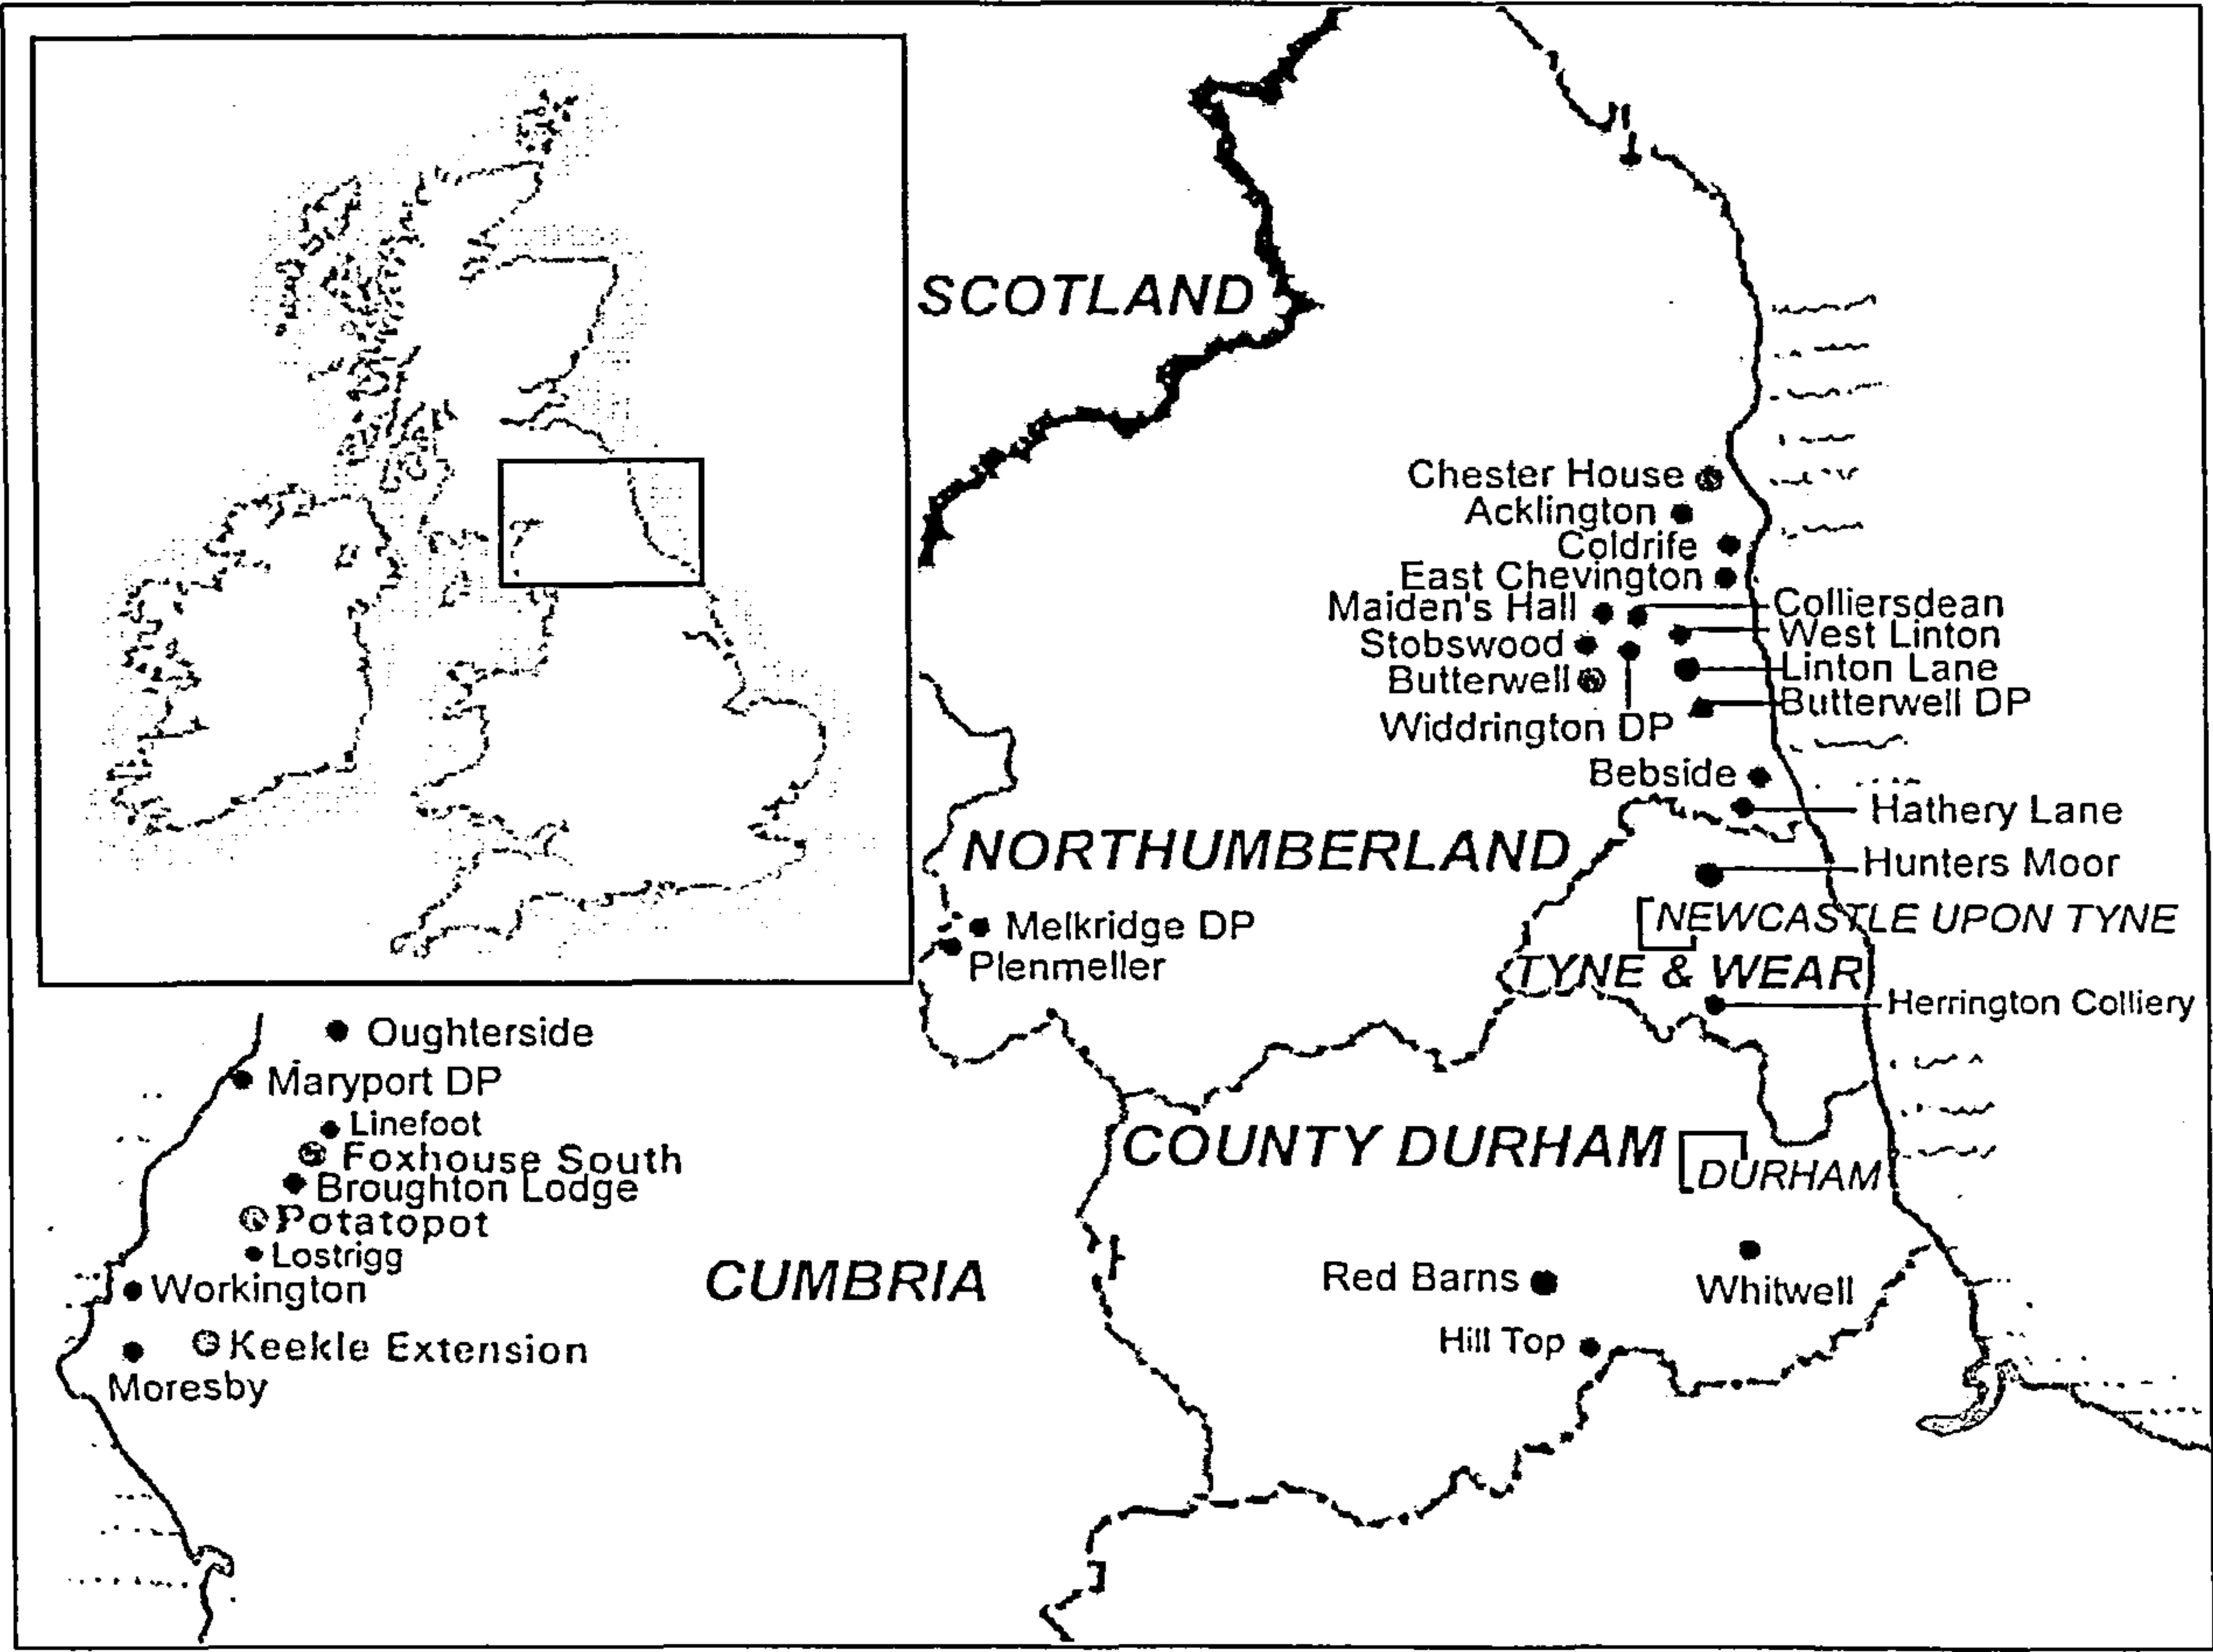 SCOTLAND
Chester House
Acklington
Coldrife
East Chevington
Maiden's Hall
Colliersdean
West Linton
Stobswood
Linton Lane
Butterwell
Butterwell DP
Widdrington DP
Bebside
Hathery Lane
NORTHUMBERLAND
Hunters Moor
NEWCASTLE UPON TYNE
Melkridge DP
Plenmeller
TYNE & WEAR
Herrington Colliery
Oughterside
Maryport DP
Linefoot
Foxhouse South
Broughton Lodge
Potatopot
Lostrigg
Workington
Keekle Extension
Moresby
COUNTY DURHAM
DURHAM
CUMBRIA
Red Barns
Whitwell
Hill Top